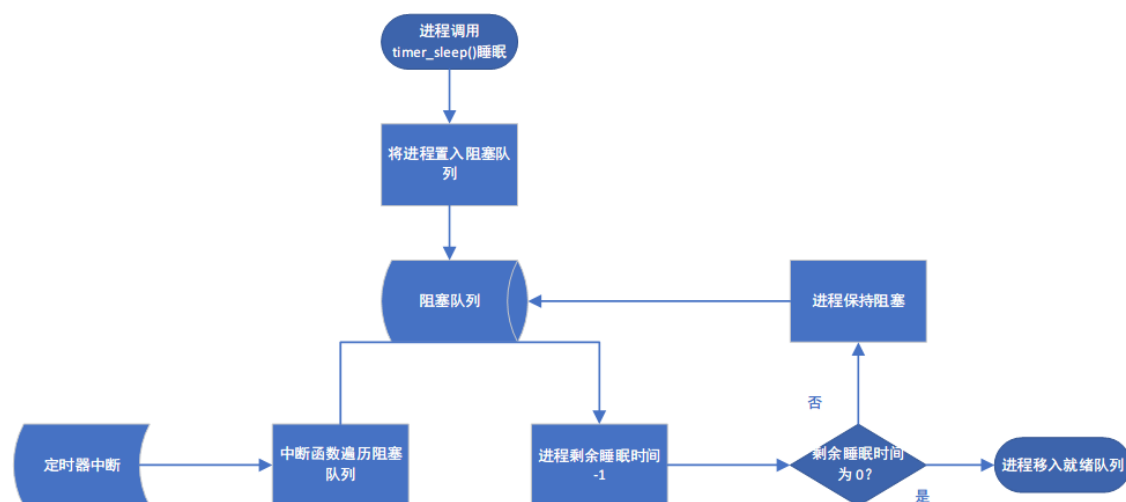 进程调用
timer_sleep()睡眠
将进程置入阻塞队
列
阻塞队列
进程保持阻塞
否
定时器中断
中断函数遍历阻塞
队列
进程剩余睡眠时间
-1
剩余睡眠时间
为 0?
进程移入就绪队列
是